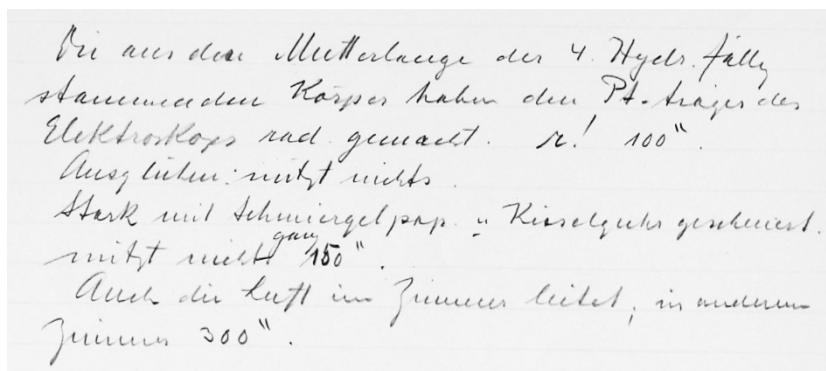 Die aus der Mutterlauge der 4. Hydr. fällg
stammenden Körper haben den Pt-träger des
Elektroskops rad. gemacht. r! 100".
Ausglühen: nützt nichts.
Stark mit Schmiergelpap. u Kieselguhr gescheuert.
nützt nicht ganz 150".
Auch die Luft im Zimmer leitet, in anderem
Zimmer 300".